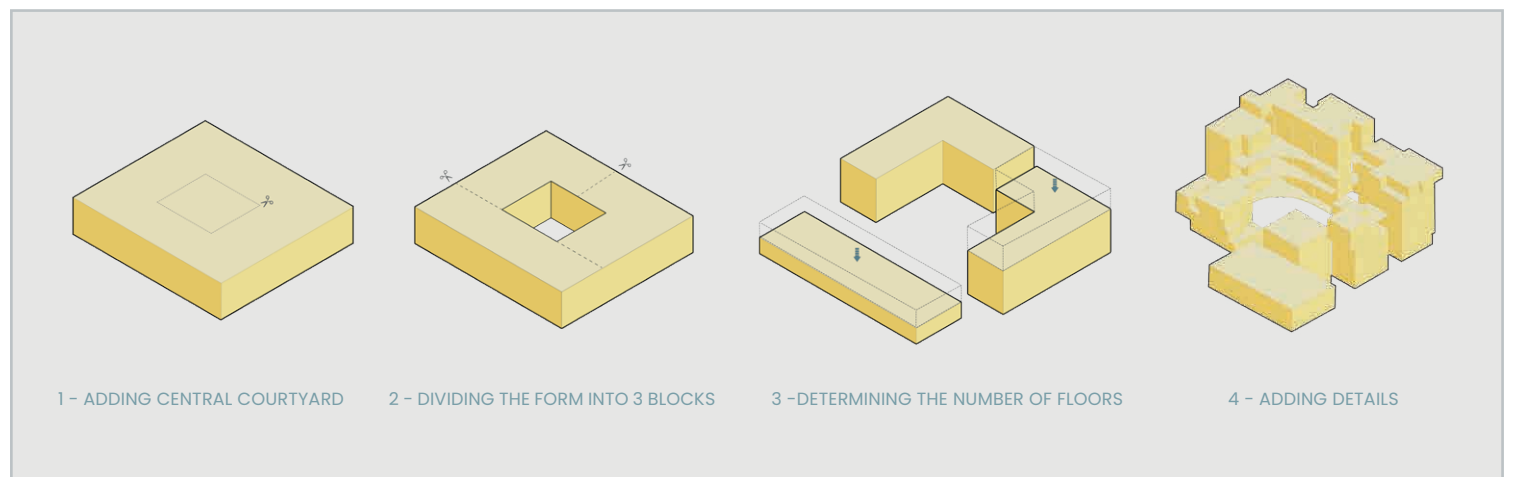 1 - ADDING CENTRAL COURTYARD
2 - DIVIDING THE FORM INTO 3 BLOCKS
3 -DETERMINING THE NUMBER OF FLOORS
4 - ADDING DETAILS